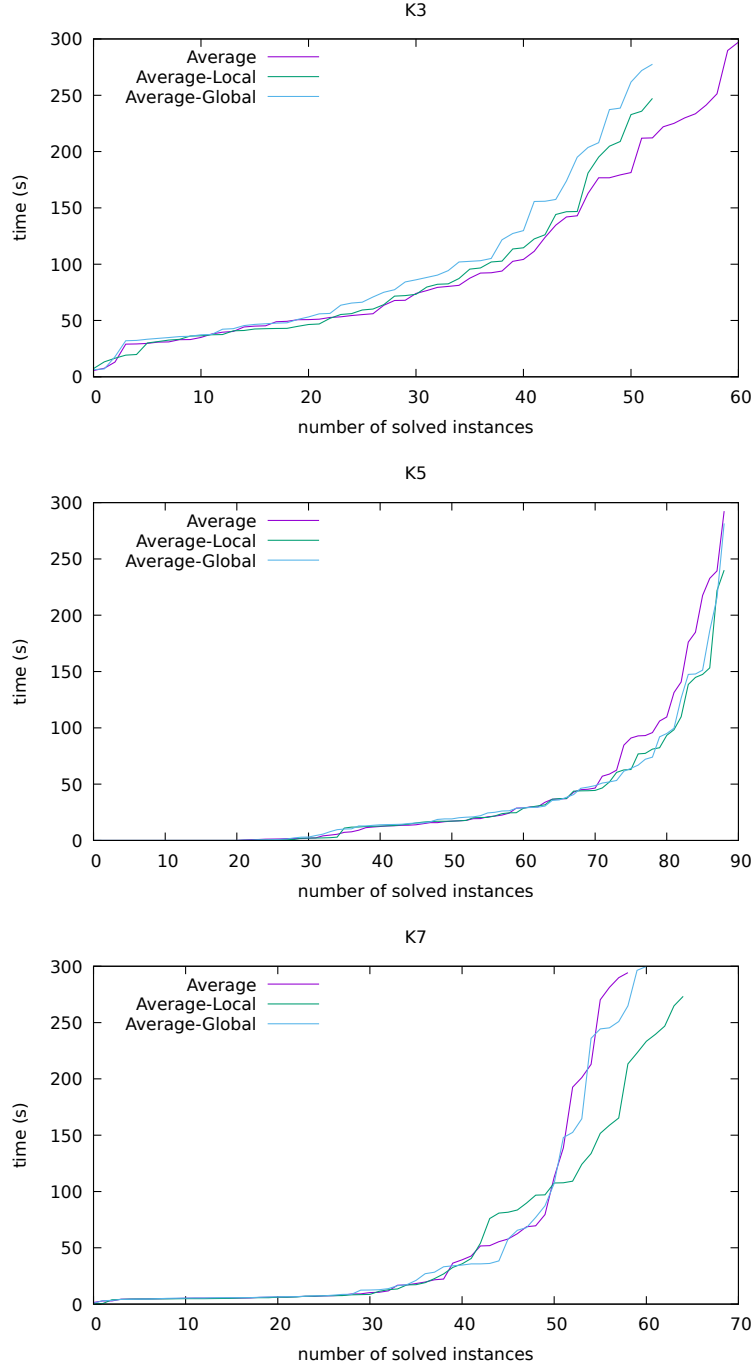 K3
300
250
200
150
100
50
0
time (s)
Average
Average-Local
Average-Global
0 10 20 30 40 50 60
number of solved instances
K5
300
250
200
150
100
50
0
time (s)
Average
Average-Local
Average-Global
0 10 20 30 40 50 60 70 80 90
number of solved instances
K7
300
250
200
150
100
50
0
time (s)
Average
Average-Local
Average-Global
0 10 20 30 40 50 60 70
number of solved instances